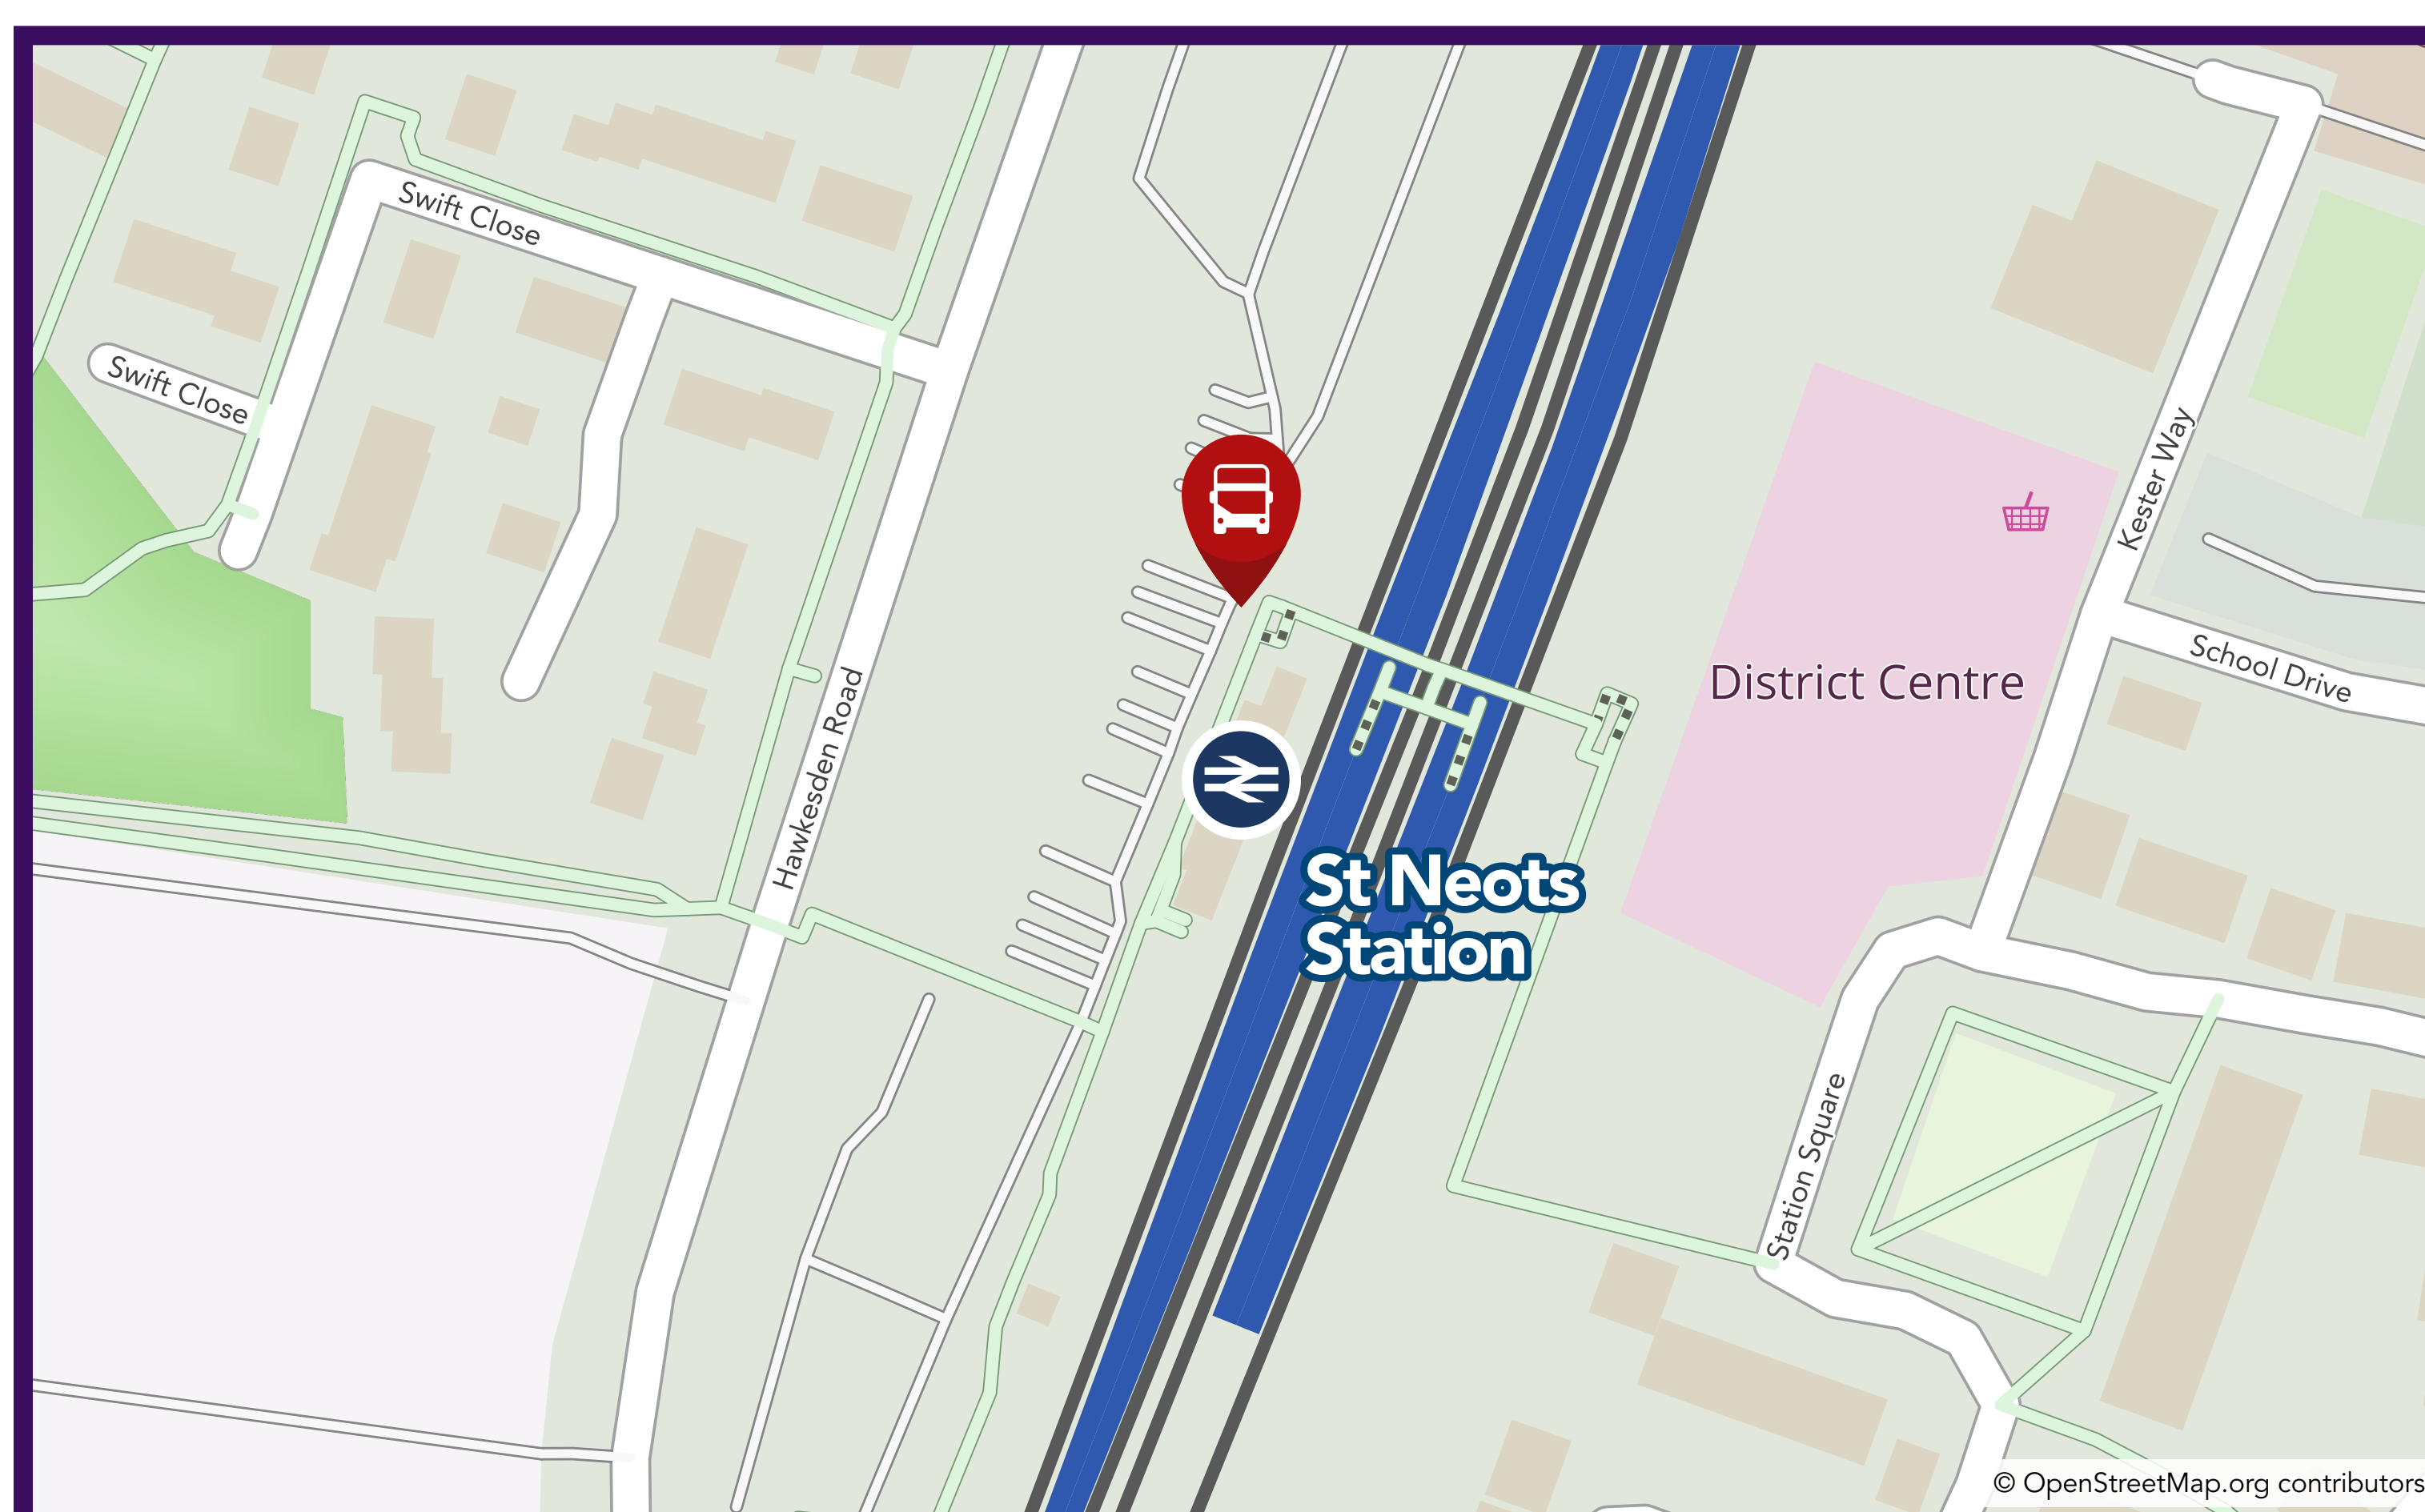 Swift Close
Swift Close
Kester Way
School Drive
District Centre
Hawkesden Road
St Neots
Station
Station Square
© OpenStreetMap.org contributors